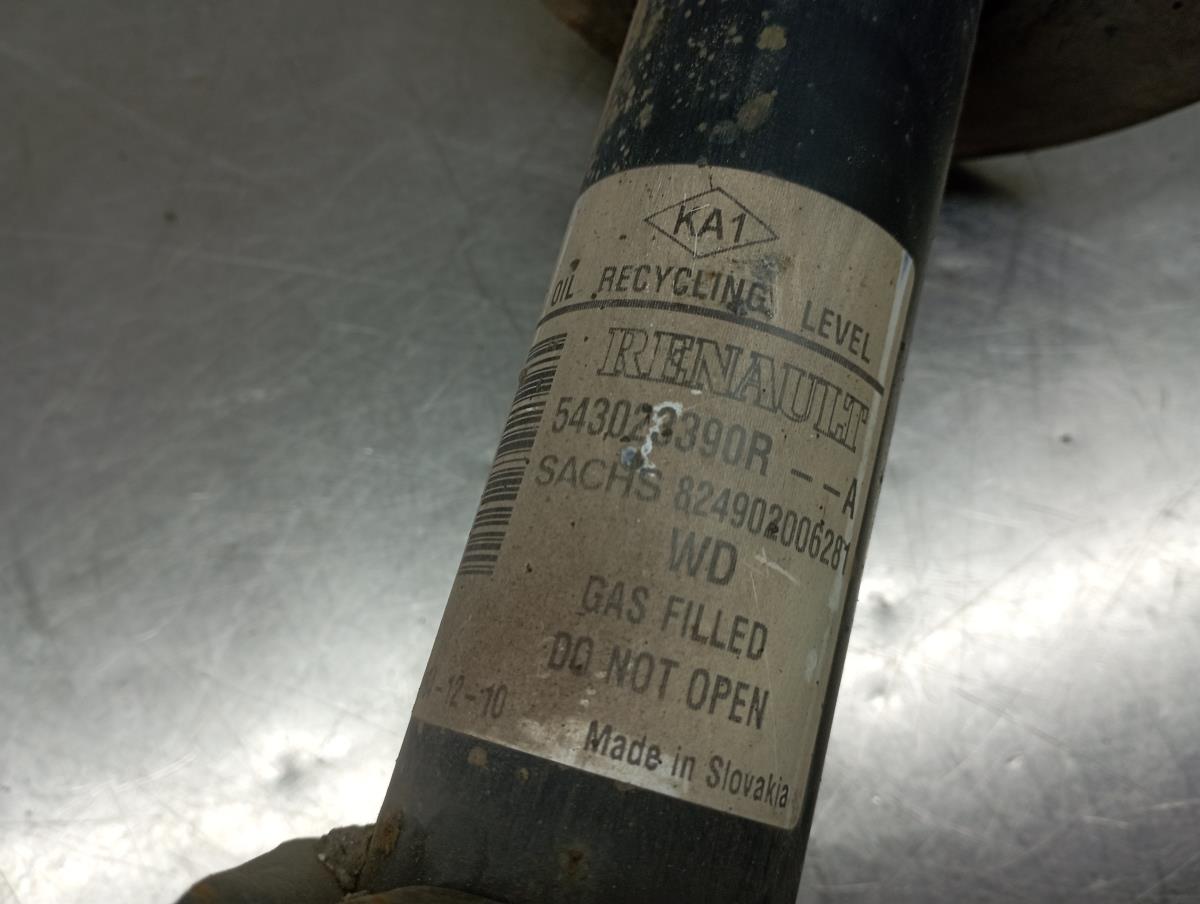 KA1
OIL RECYCLING LEVEL
RENAULT
543023390R --A
SACHS 824902006281
WD
GAS FILLED
DO NOT OPEN
-12-10
Made in Slovakia